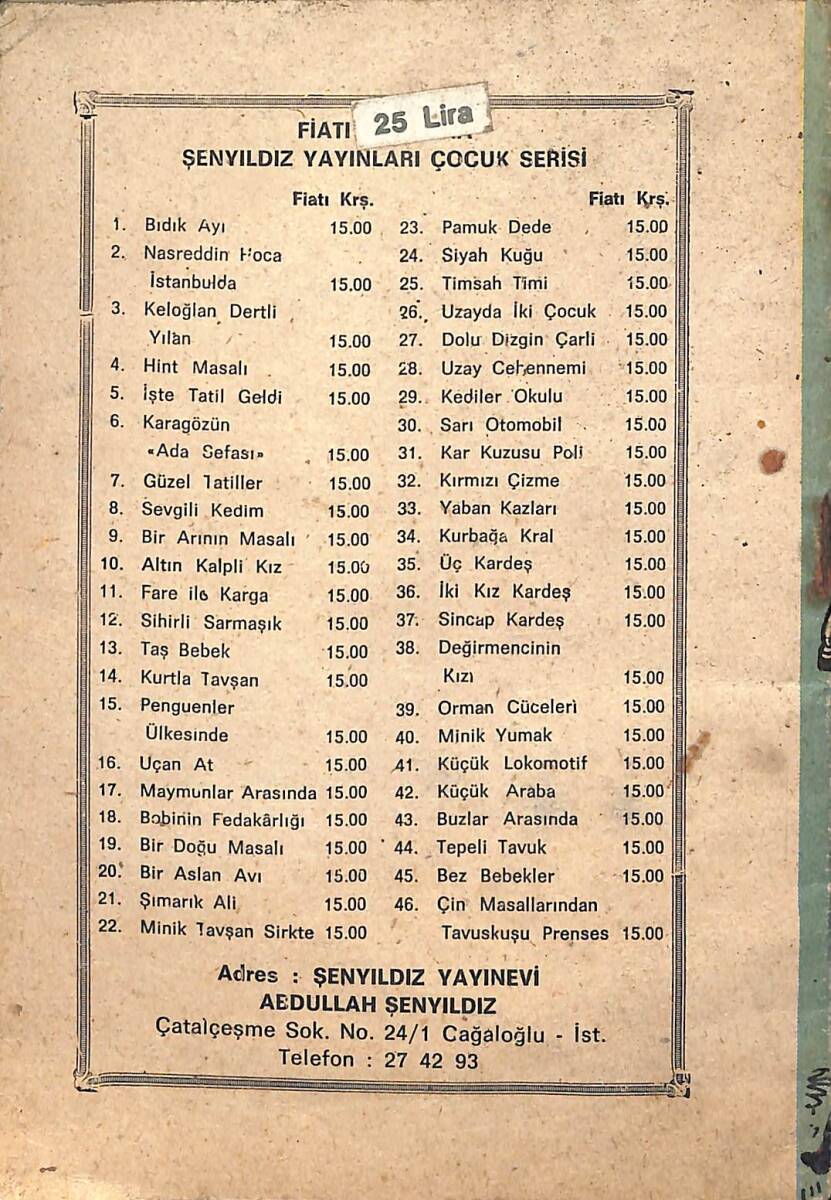 FİATI 25 Lira
ŞENYILDIZ YAYINLARI ÇOCUK SERİSİ
Fiatı Krş.
1. Bıdık Ayı 15.00
2. Nasreddin Hoca
İstanbulda 15.00
3. Keloğlan Dertli
Yılan 15.00
4. Hint Masalı 15.00
5. İşte Tatil Geldi 15.00
6. Karagözün
«Ada Sefası» 15.00
7. Güzel Tatiller 15.00
8. Sevgili Kedim 15.00
9. Bir Arının Masalı 15.00
10. Altın Kalpli Kız 15.00
11. Fare ile Karga 15.00
12. Sihirli Sarmaşık 15.00
13. Taş Bebek 15.00
14. Kurtla Tavşan 15.00
15. Penguenler
Ülkesinde 15.00
16. Uçan At 15.00
17. Maymunlar Arasında 15.00
18. Bobinin Fedakârlığı 15.00
19. Bir Doğu Masalı 15.00
20. Bir Aslan Avı 15.00
21. Şımarık Ali 15.00
22. Minik Tavşan Sirkte 15.00
Fiatı Krş.
23. Pamuk Dede 15.00
24. Siyah Kuğu 15.00
25. Timsah Timi 15.00
26. Uzayda İki Çocuk 15.00
27. Dolu Dizgin Çarli 15.00
28. Uzay Cehennemi 15.00
29. Kediler Okulu 15.00
30. Sarı Otomobil 15.00
31. Kar Kuzusu Poli 15.00
32. Kırmızı Çizme 15.00
33. Yaban Kazları 15.00
34. Kurbağa Kral 15.00
35. Üç Kardeş 15.00
36. İki Kız Kardeş 15.00
37. Sincap Kardeş 15.00
38. Değirmencinin
Kızı 15.00
39. Orman Cüceleri 15.00
40. Minik Yumak 15.00
41. Küçük Lokomotif 15.00
42. Küçük Araba 15.00
43. Buzlar Arasında 15.00
44. Tepeli Tavuk 15.00
45. Bez Bebekler 15.00
46. Çin Masallarından
Tavuskuşu Prenses 15.00
Adres : ŞENYILDIZ YAYINEVİ
ABDULLAH ŞENYILDIZ
Çatalçeşme Sok. No. 24/1 Cağaloğlu - İst.
Telefon : 27 42 93